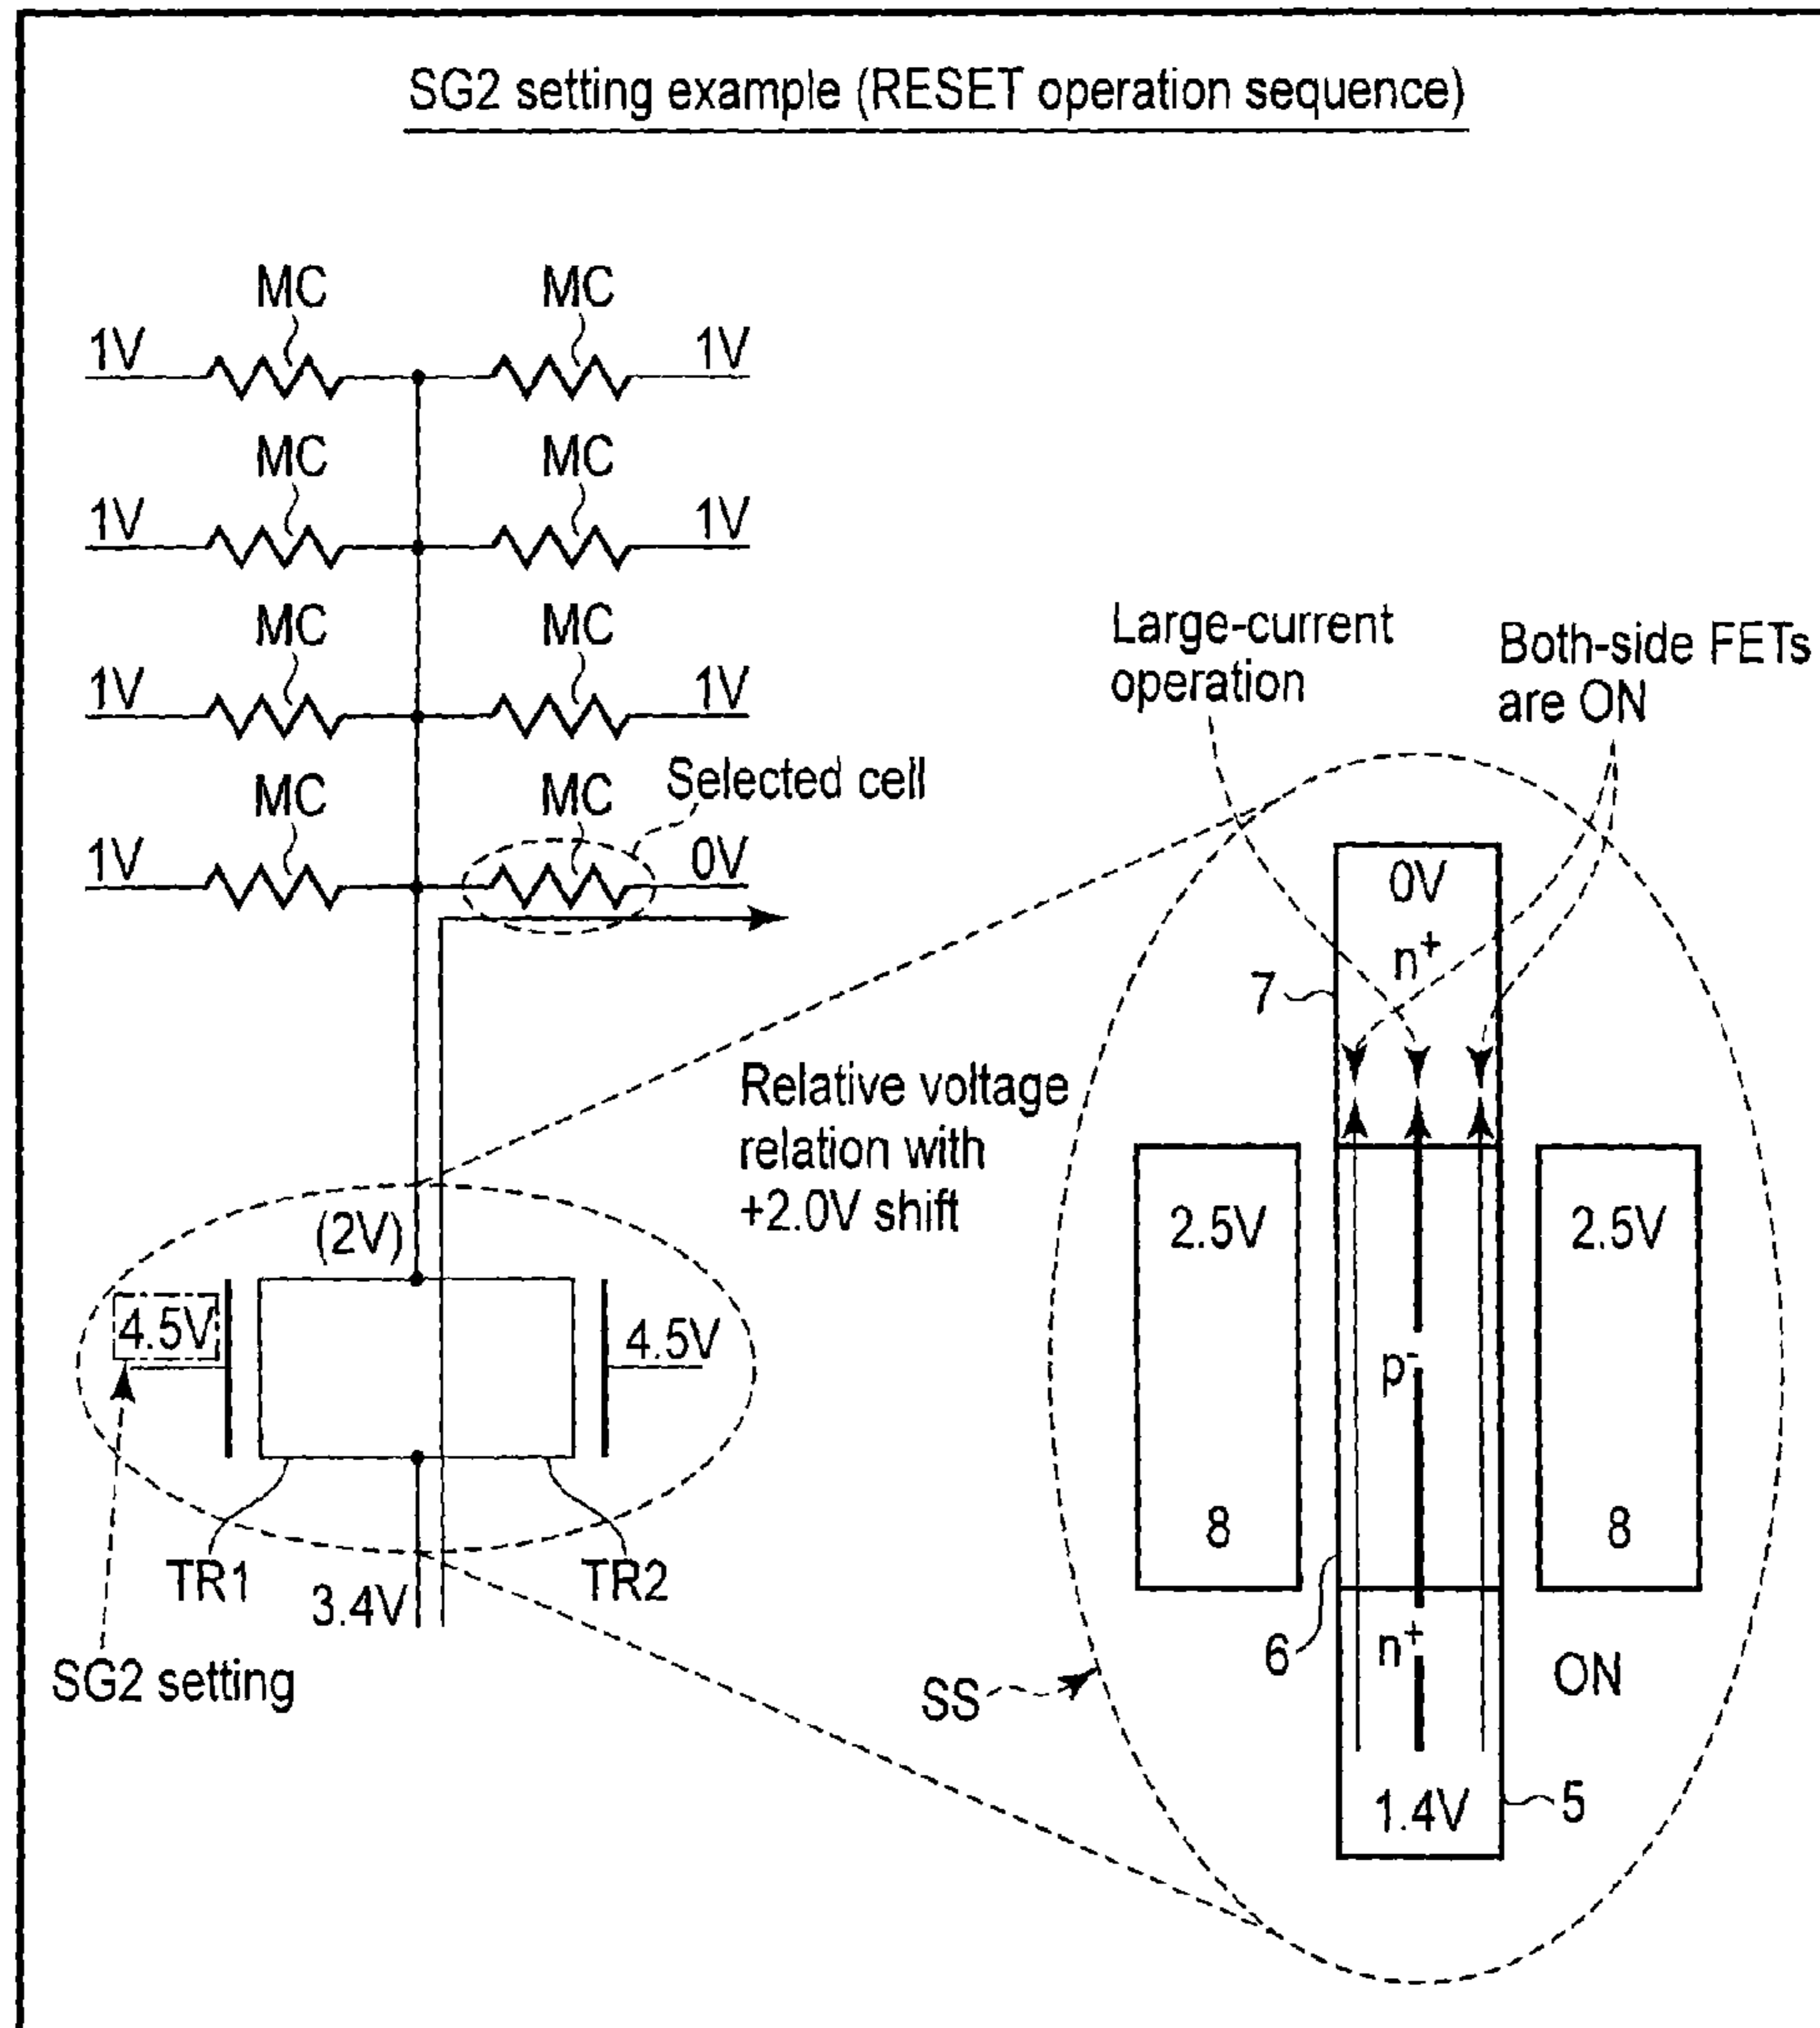 SG2 setting example (RESET operation sequence)
MC MC
1V 1V
MC MC
1V 1V
MC MC
1V 1V
MC MC Selected cell
1V 0V
Large-current
operation
Both-side FETs
are ON
0V
n+
7
Relative voltage
relation with
+2.0V shift
(2V)
4.5V 4.5V
2.5V 2.5V
p-
8 8
TR1 TR2
3.4V
SG2 setting
6
n+
ON
SS
1.4V
5